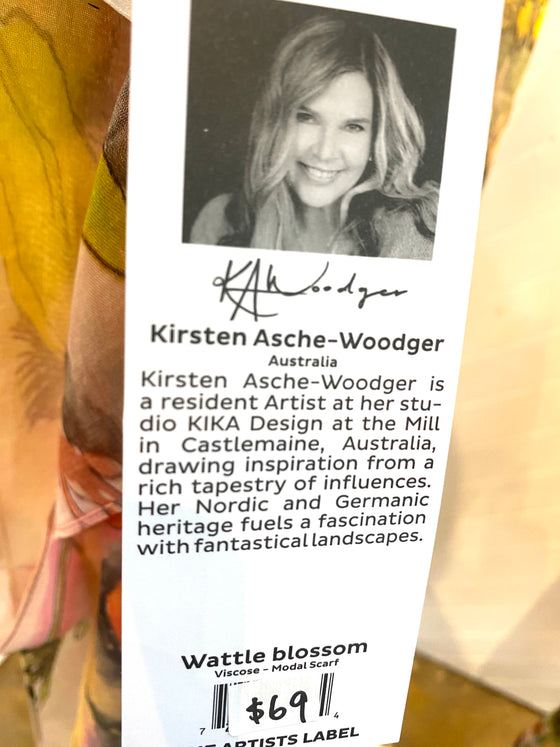 KAWoodger
Kirsten Asche-Woodger
Australia
Kirsten Asche-Woodger is
a resident Artist at her stu-
dio KIKA Design at the Mill
in Castlemaine, Australia,
drawing inspiration from a
rich tapestry of influences.
Her Nordic and Germanic
heritage fuels a fascination
with fantastical landscapes.
Wattle blossom
Viscose - Modal Scarf
$69
7 4
ARTISTS LABEL